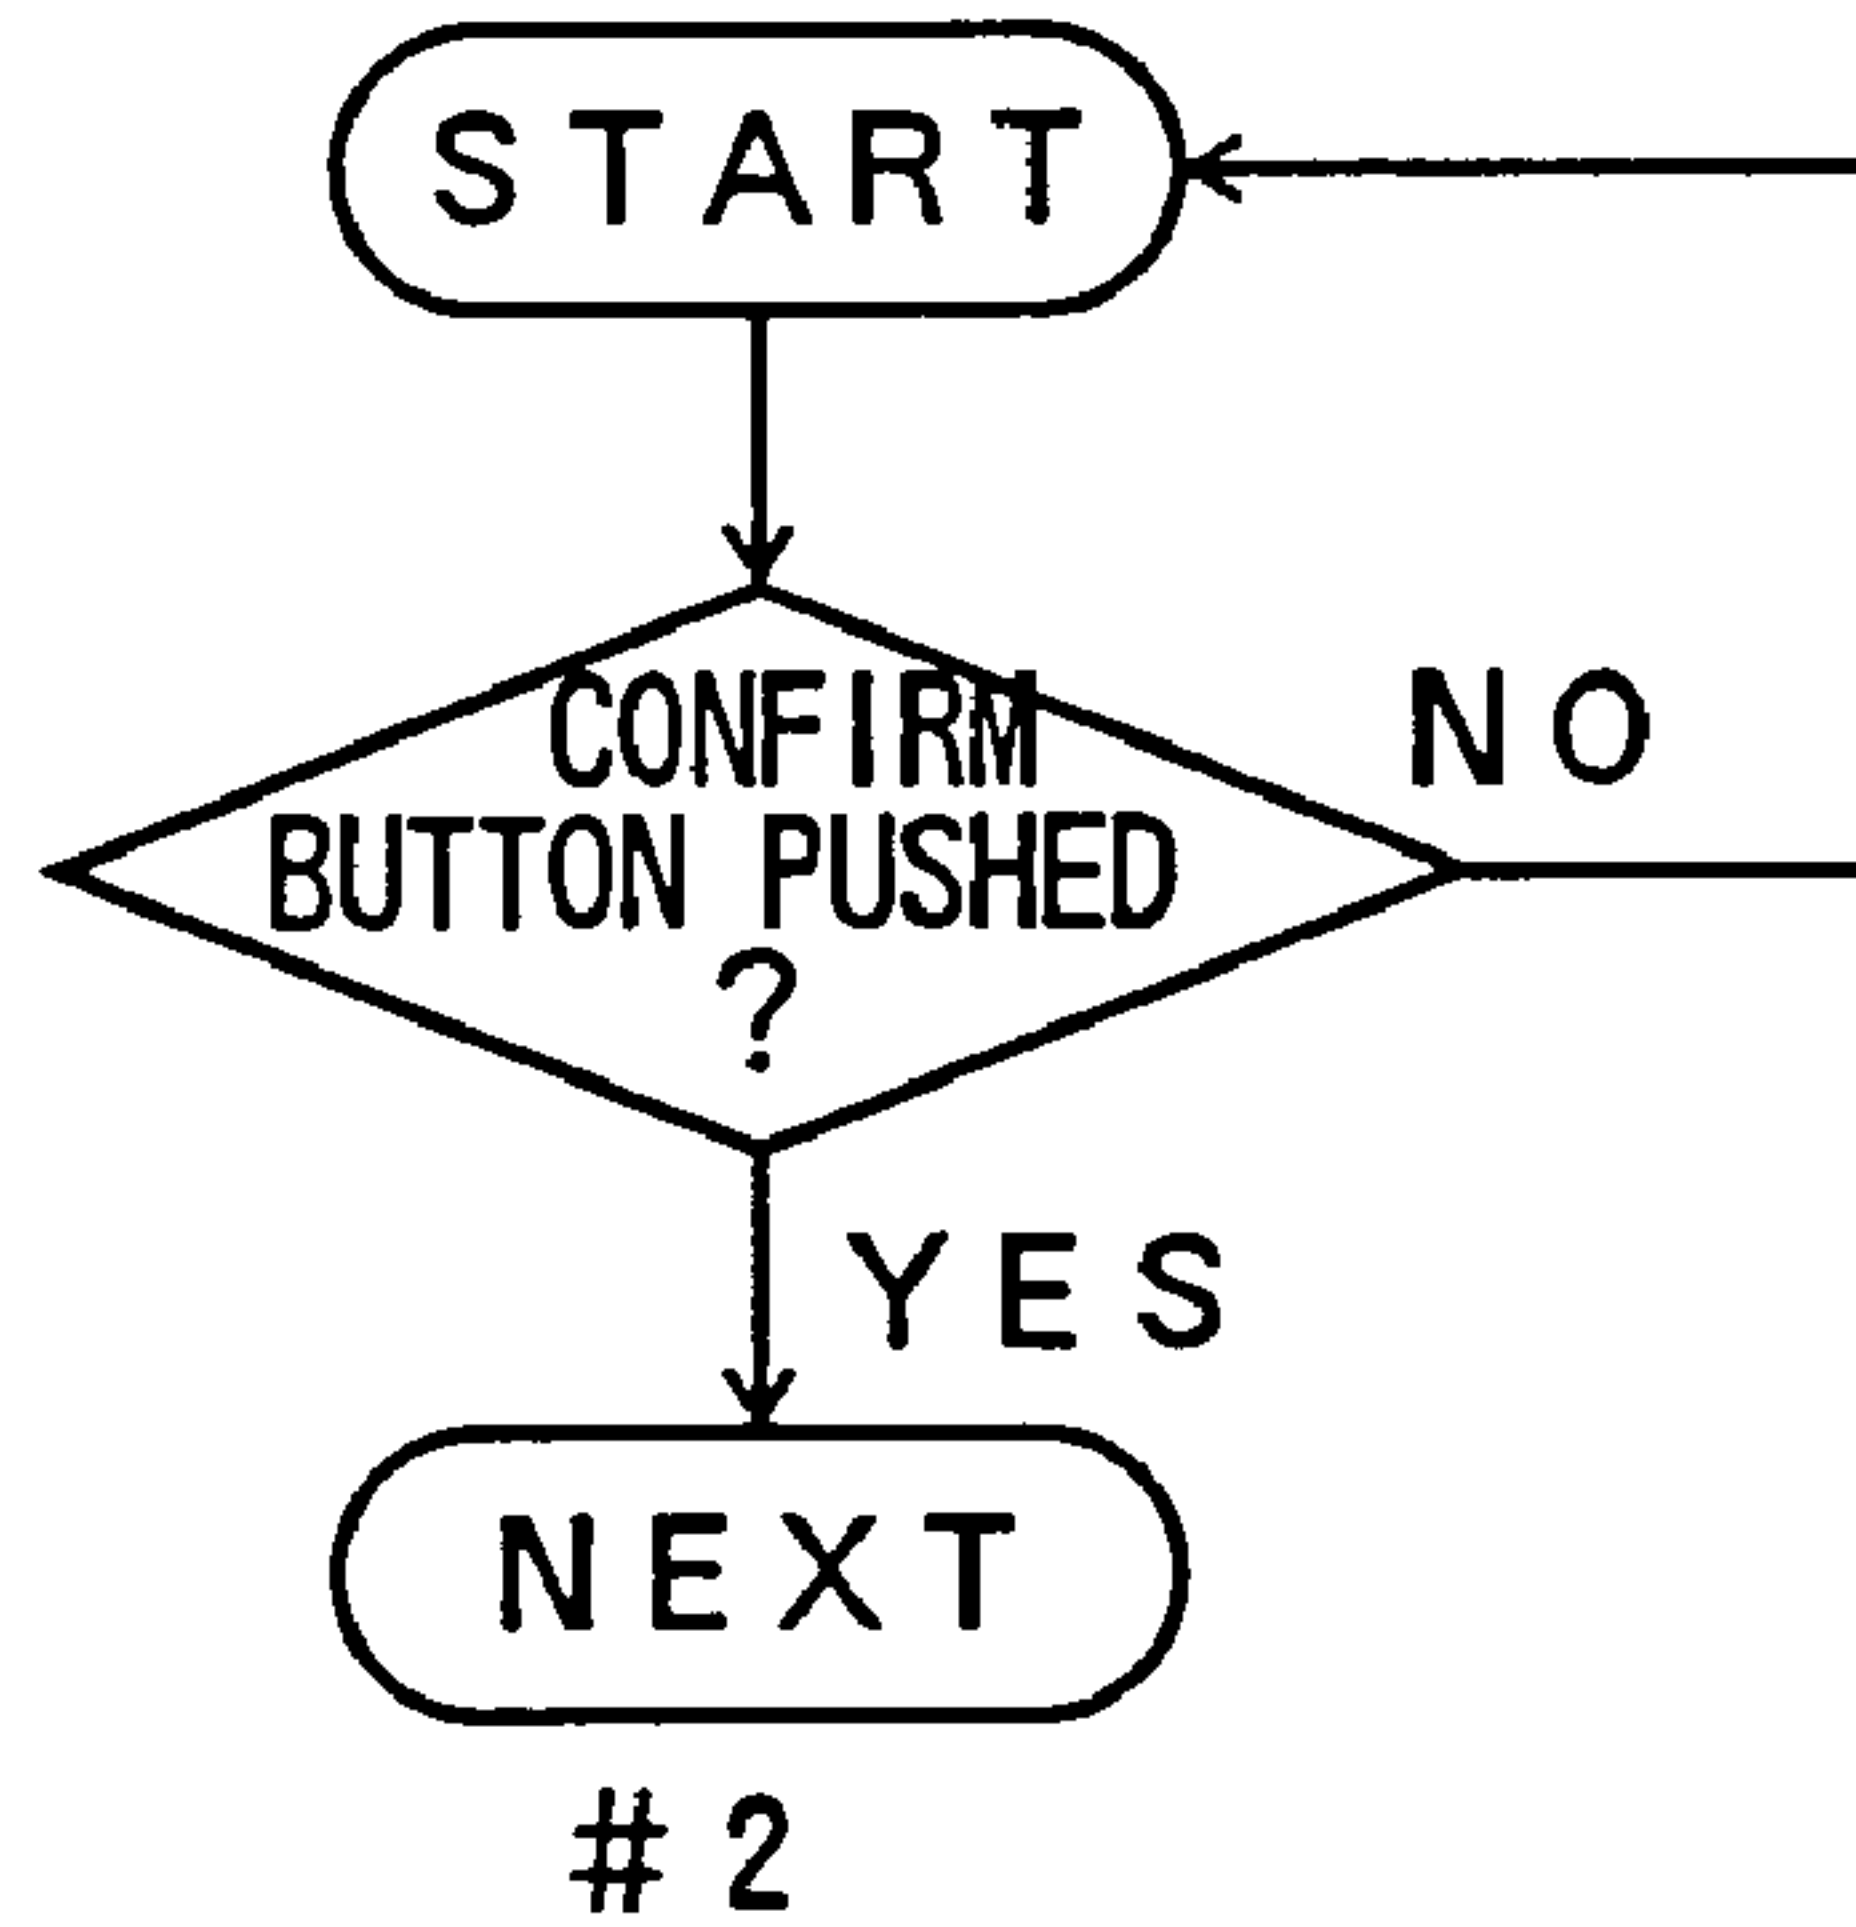 START
CONFIRM
NO
BUTTON PUSHED
?
YES
NEXT
#2